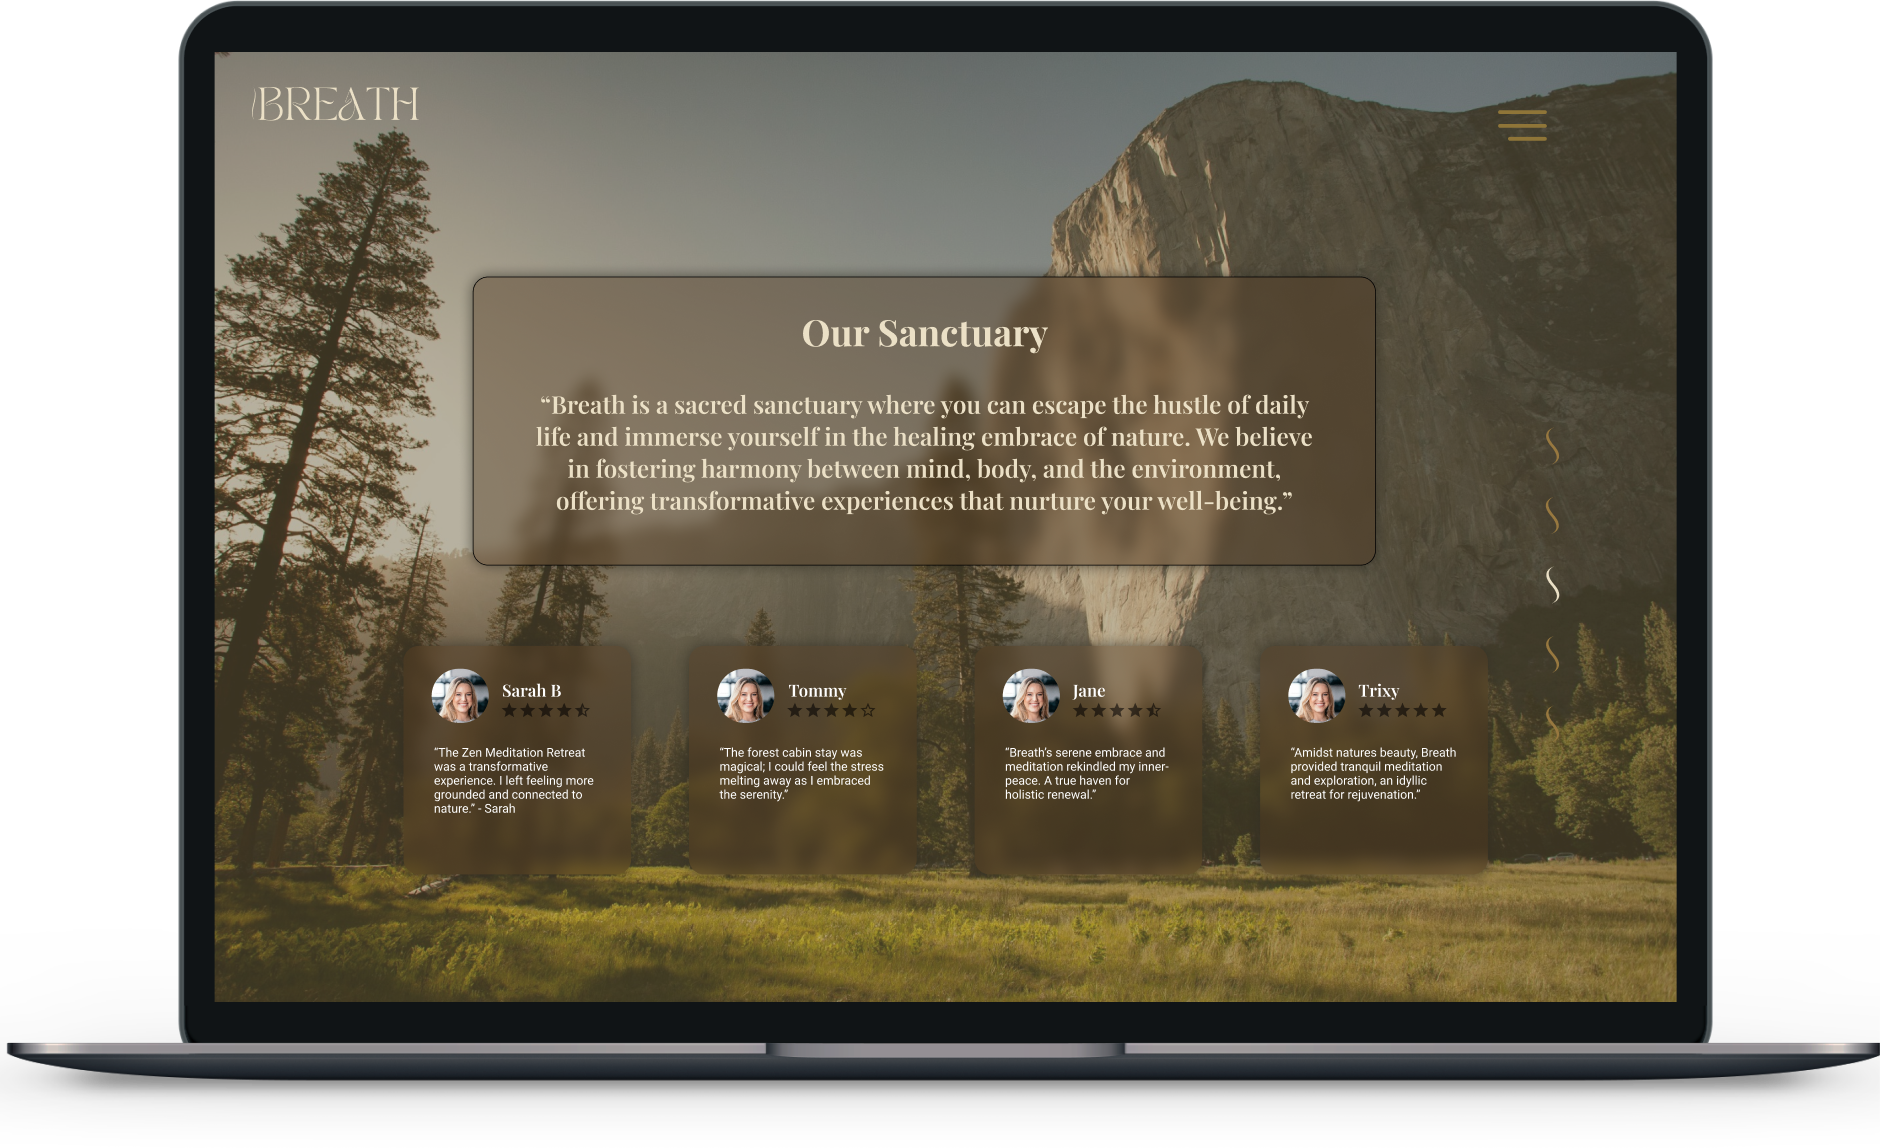 BREATH
Our Sanctuary
“Breath is a sacred sanctuary where you can escape the hustle of daily
life and immerse yourself in the healing embrace of nature. We believe
in fostering harmony between mind, body, and the environment,
offering transformative experiences that nurture your well-being.”
Sarah B
“The Zen Meditation Retreat
was a transformative
experience. I left feeling more
grounded and connected to
nature.” - Sarah
Tommy
“The forest cabin stay was
magical; I could feel the stress
melting away as I embraced
the serenity.”
Jane
“Breath’s serene embrace and
meditation rekindled my inner-
peace. A true haven for
holistic renewal.”
Trixy
“Amidst natures beauty, Breath
provided tranquil meditation
and exploration, an idyllic
retreat for rejuvenation.”